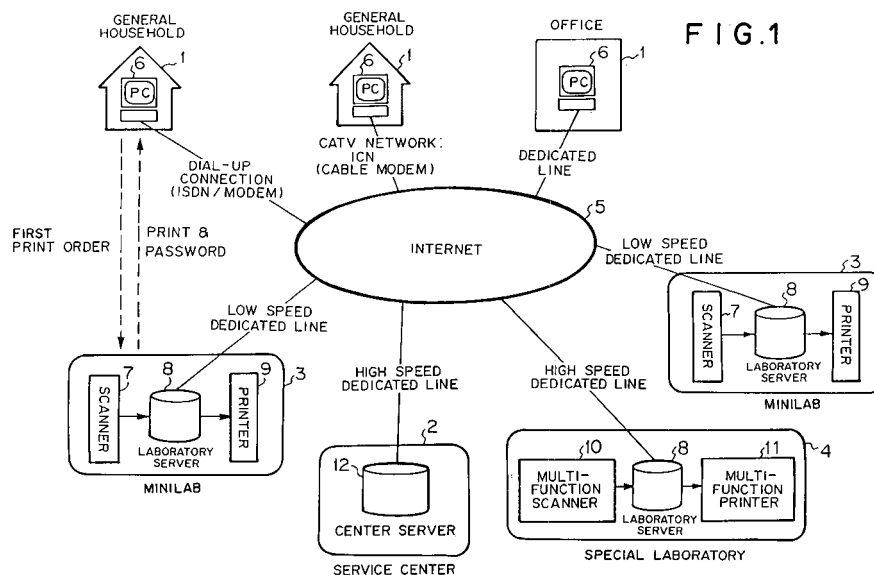 FIG.1
GENERAL
HOUSEHOLD
6
1
PC
GENERAL
HOUSEHOLD
6
1
PC
OFFICE
6
1
PC
DIAL-UP
CONNECTION
(ISDN/MODEM)
CATV NETWORK:
ICN
(CABLE MODEM)
DEDICATED
LINE
FIRST
PRINT ORDER
PRINT &
PASSWORD
INTERNET
5
LOW SPEED
DEDICATED LINE
LOW SPEED
DEDICATED LINE
HIGH SPEED
DEDICATED LINE
HIGH SPEED
DEDICATED LINE
3
7
SCANNER
8
LABORATORY
SERVER
9
PRINTER
MINILAB
3
7
SCANNER
8
LABORATORY
SERVER
9
PRINTER
MINILAB
2
12
CENTER SERVER
SERVICE CENTER
4
10
MULTI-
FUNCTION
SCANNER
8
LABORATORY
SERVER
11
MULTI-
FUNCTION
PRINTER
SPECIAL LABORATORY